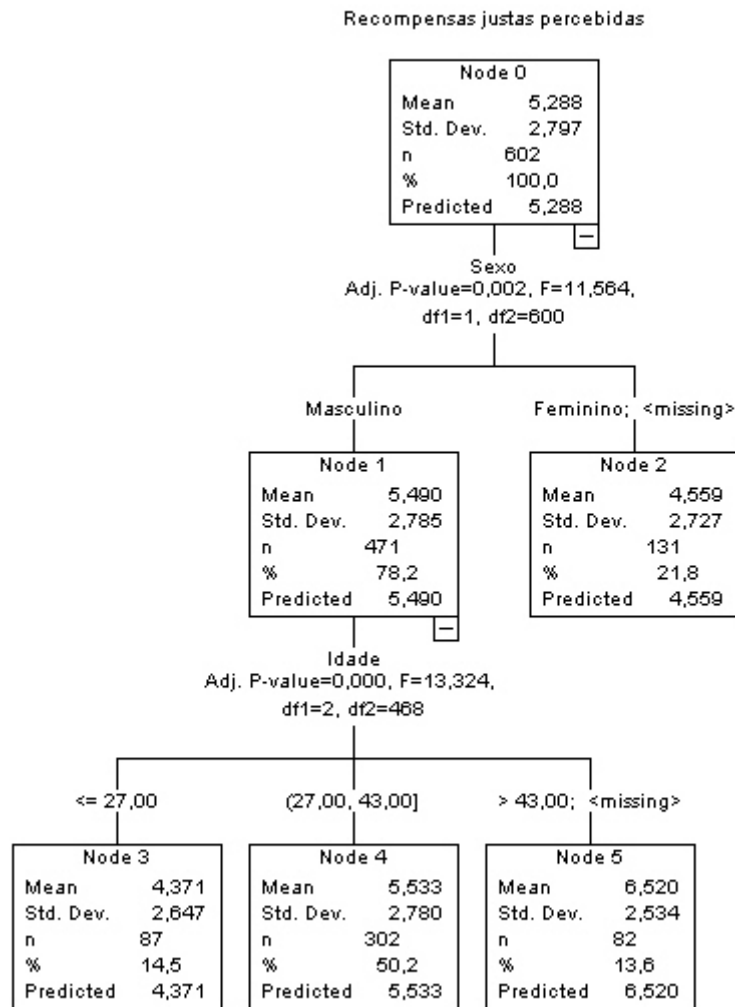 Recompensas justas percebidas
Node 0
Mean 5,288
Std. Dev. 2,797
n 602
% 100,0
Predicted 5,288
Sexo
Adj. P-value=0,002, F=11,564,
df1=1, df2=600
Masculino
Feminino; <missing>
Node 1
Mean 5,490
Std. Dev. 2,785
n 471
% 78,2
Predicted 5,490
Node 2
Mean 4,559
Std. Dev. 2,727
n 131
% 21,8
Predicted 4,559
Idade
Adj. P-value=0,000, F=13,324,
df1=2, df2=468
<= 27,00
(27,00, 43,00]
> 43,00; <missing>
Node 3
Mean 4,371
Std. Dev. 2,647
n 87
% 14,5
Predicted 4,371
Node 4
Mean 5,533
Std. Dev. 2,780
n 302
% 50,2
Predicted 5,533
Node 5
Mean 6,520
Std. Dev. 2,534
n 82
% 13,6
Predicted 6,520